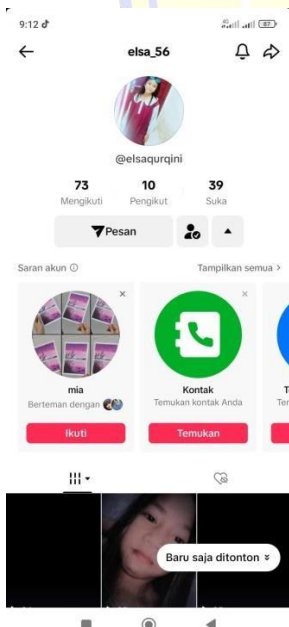 9:12
87
elsa_56
@elsaqurqini
73 10 39
Mengikuti Pengikut Suka
Pesan
Saran akun Tampilkan semua >
mia Kontak
Berteman dengan Temukan kontak Anda
Ikuti Temukan
Baru saja ditonton